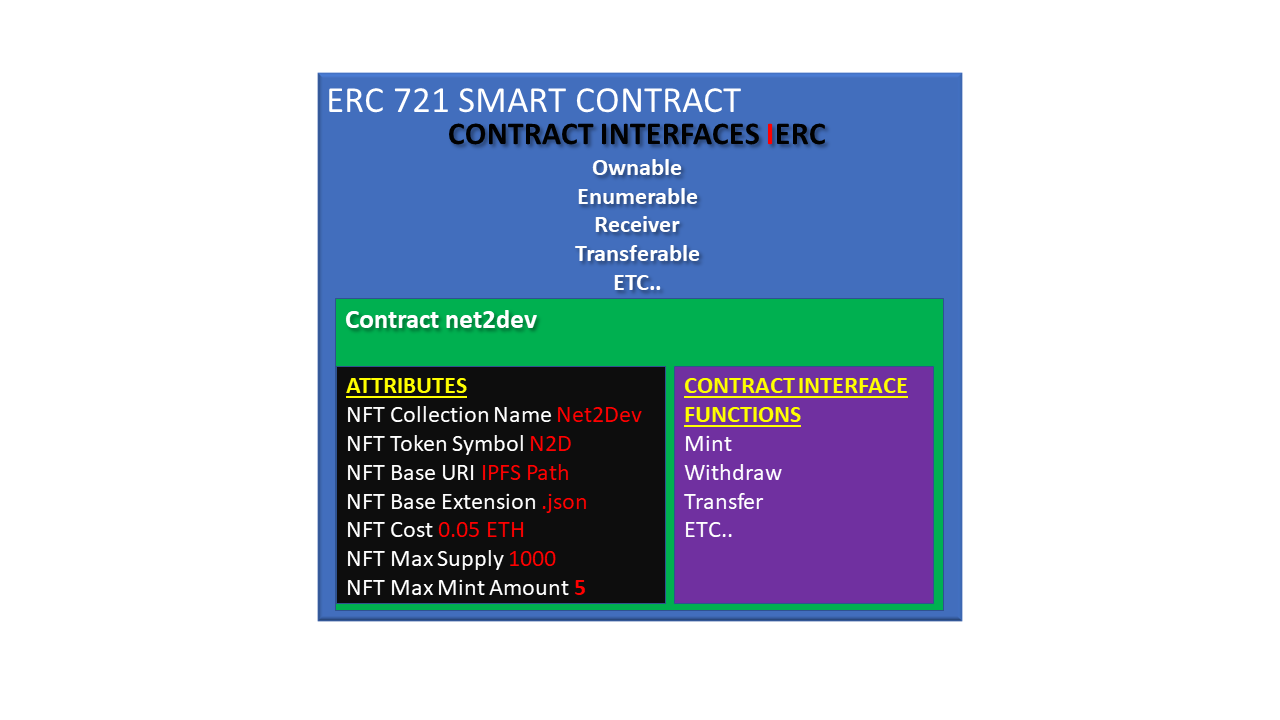 ERC 721 SMART CONTRACT
CONTRACT INTERFACES IERC
Ownable
Enumerable
Receiver
Transferable
ETC..
Contract net2dev
ATTRIBUTES
NFT Collection Name Net2Dev
NFT Token Symbol N2D
NFT Base URI IPFS Path
NFT Base Extension .json
NFT Cost 0.05 ETH
NFT Max Supply 1000
NFT Max Mint Amount 5
CONTRACT INTERFACE
FUNCTIONS
Mint
Withdraw
Transfer
ETC..